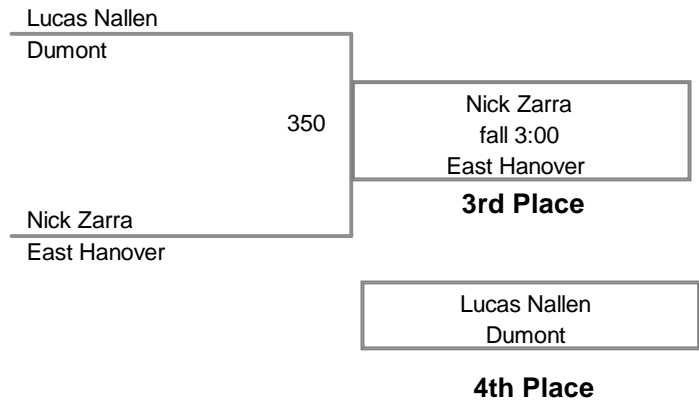 Lucas Nallen
Dumont
350
Nick Zarra
fall 3:00
East Hanover
3rd Place
Nick Zarra
East Hanover
Lucas Nallen
Dumont
4th Place